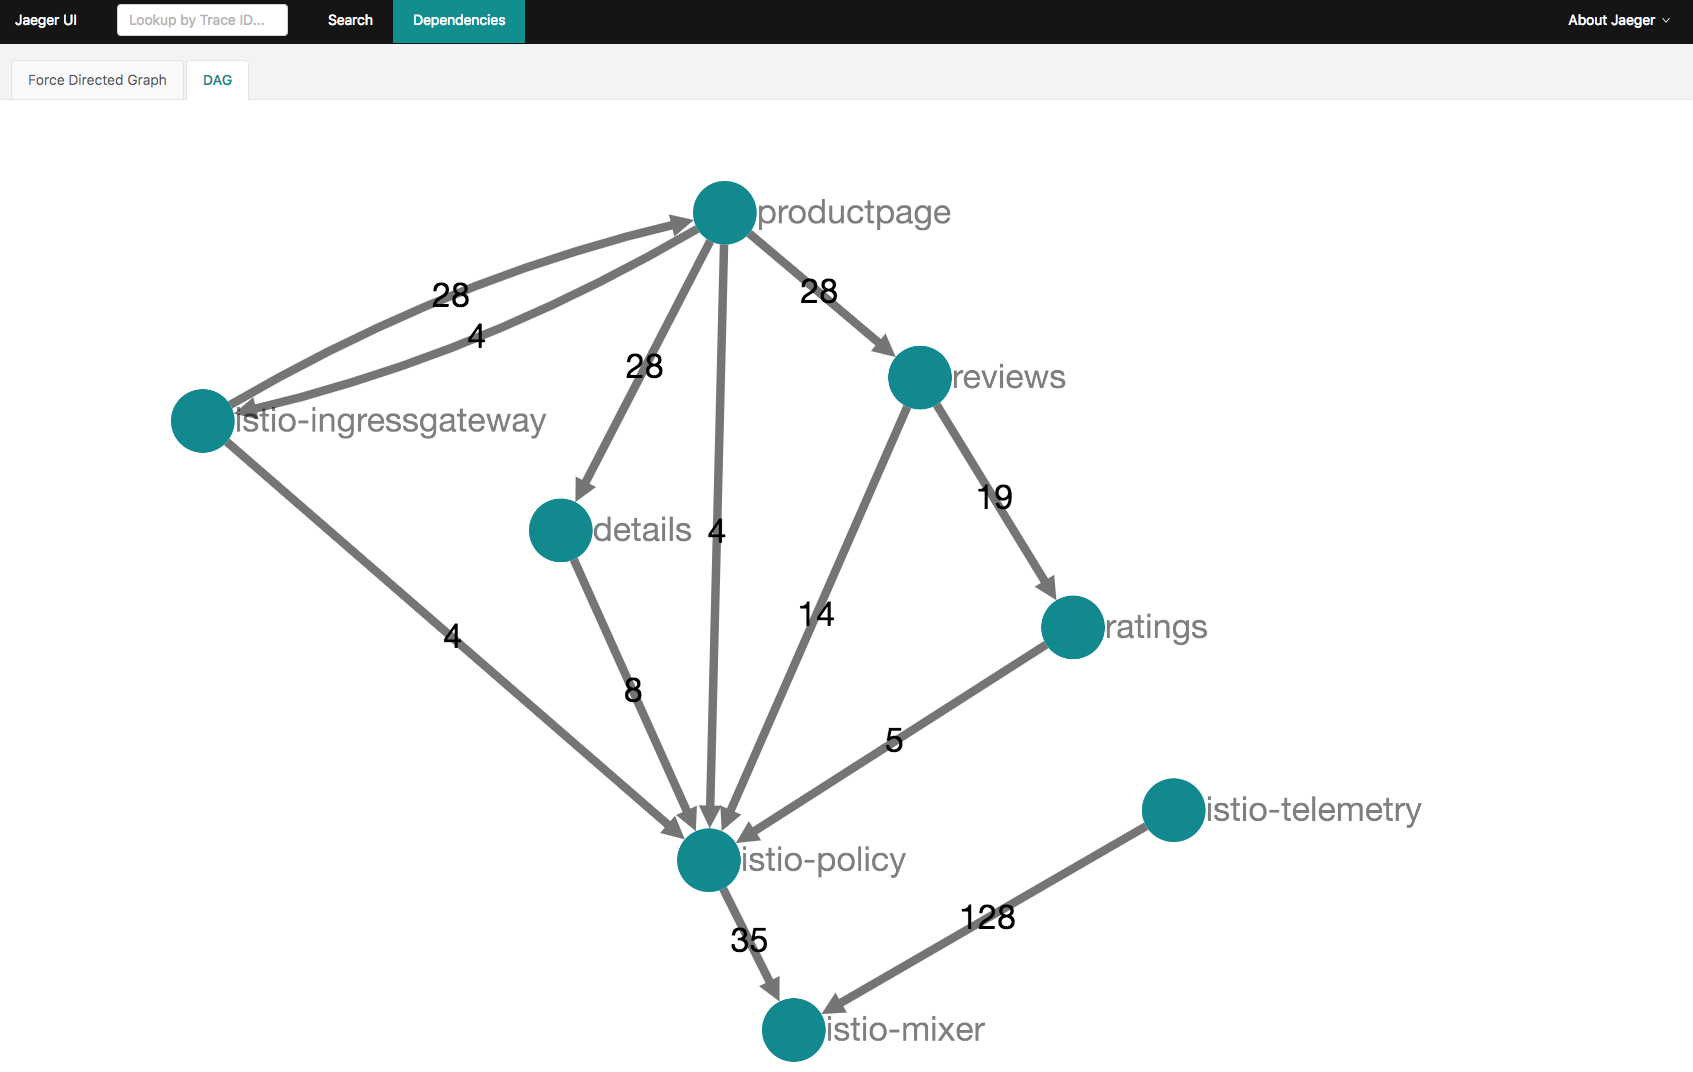 Jaeger UI Lookup by Trace ID... Search Dependencies About Jaeger
Force Directed Graph DAG
productpage
28
28
4
28
reviews
istio-ingressgateway
19
details
4
14
ratings
4
8
5
istio-telemetry
istio-policy
128
35
istio-mixer